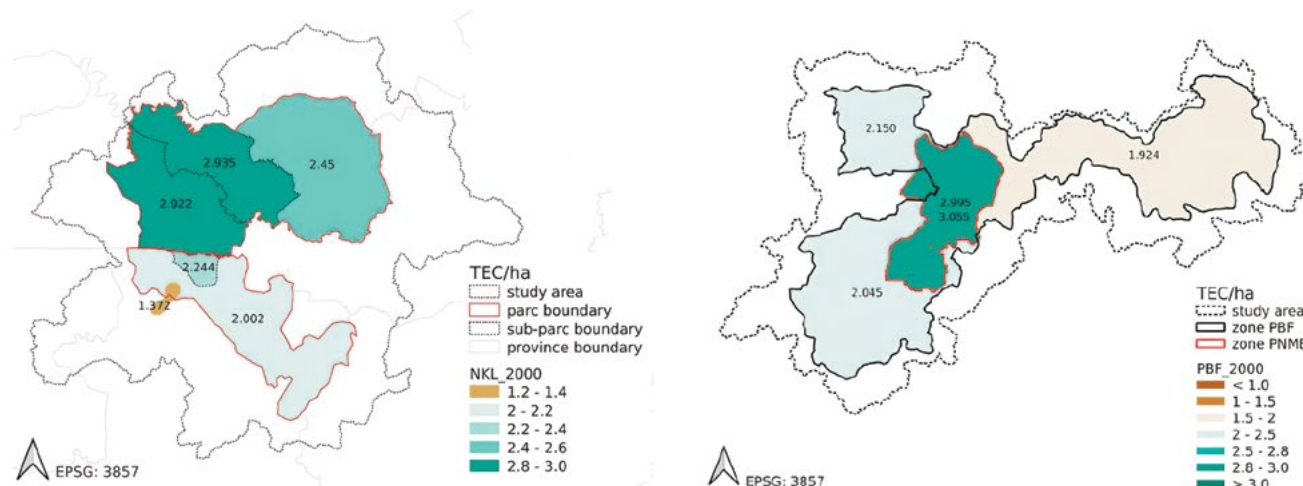 2.935
2.45
2.922
2.244
1.372
2.002
TEC/ha
study area
parc boundary
sub-parc boundary
province boundary
NKL_2000
1.2 - 1.4
2 - 2.2
2.2 - 2.4
2.4 - 2.6
2.8 - 3.0
EPSG: 3857
2.150
1.924
2.995
3.055
2.045
TEC/ha
study area
zone PBF
zone PNMB
PBF_2000
< 1.0
1 - 1.5
1.5 - 2
2 - 2.5
2.5 - 2.8
2.8 - 3.0
> 3.0
EPSG: 3857